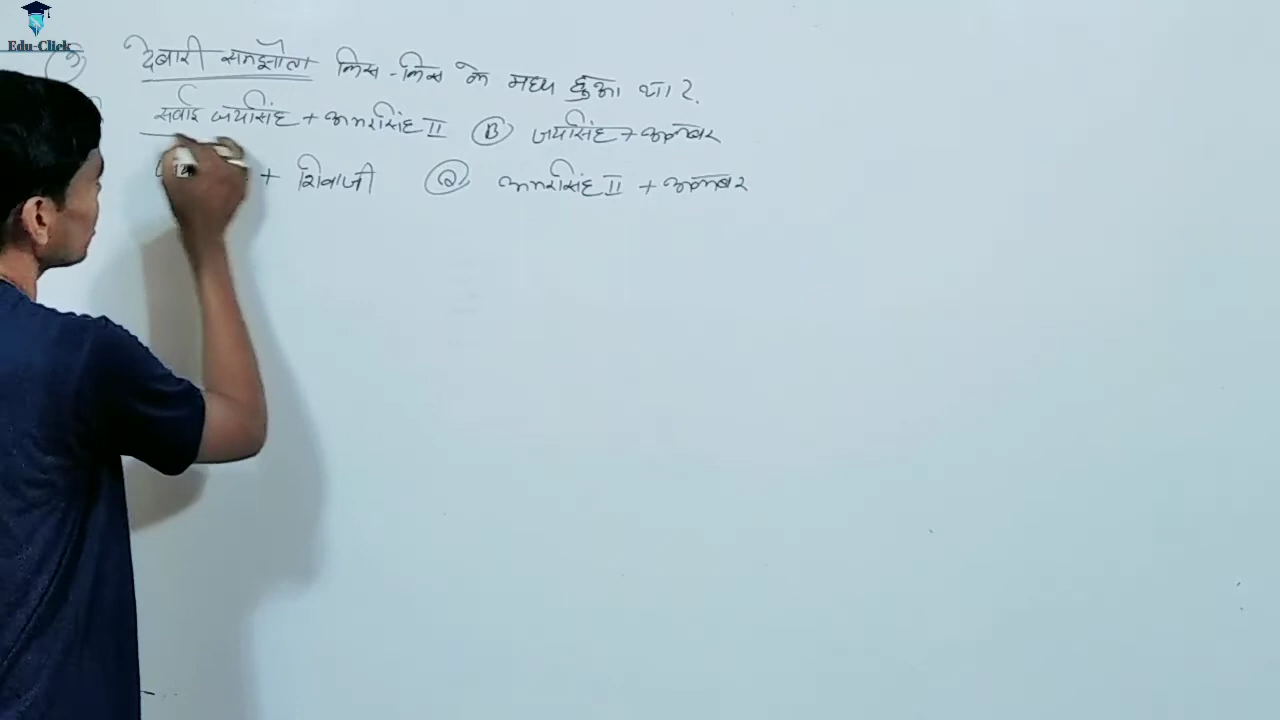 Edu-Click
देबारी समझौता किस-किस के मध्य हुआ था?
सवाई जयसिंह + अमरसिंह II (B) जयसिंह + अकबर
+ शिवाजी (D) अमरसिंह II + अकबर